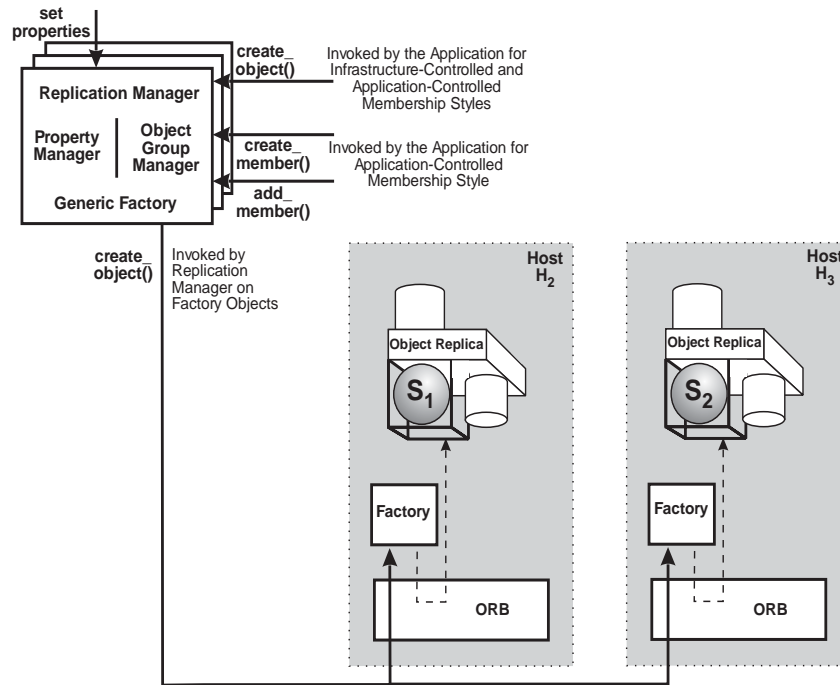 set
properties
create_
object()
Invoked by the Application for
Infrastructure-Controlled and
Application-Controlled
Membership Styles
Replication Manager
Property
Manager
Object
Group
Manager
create_
member()
Invoked by the Application for
Application-Controlled
Membership Style
Generic Factory
add_
member()
create_
object()
Invoked by
Replication
Manager on
Factory Objects
Host
H2
Object Replica
S1
Factory
ORB
Host
H3
Object Replica
S2
Factory
ORB